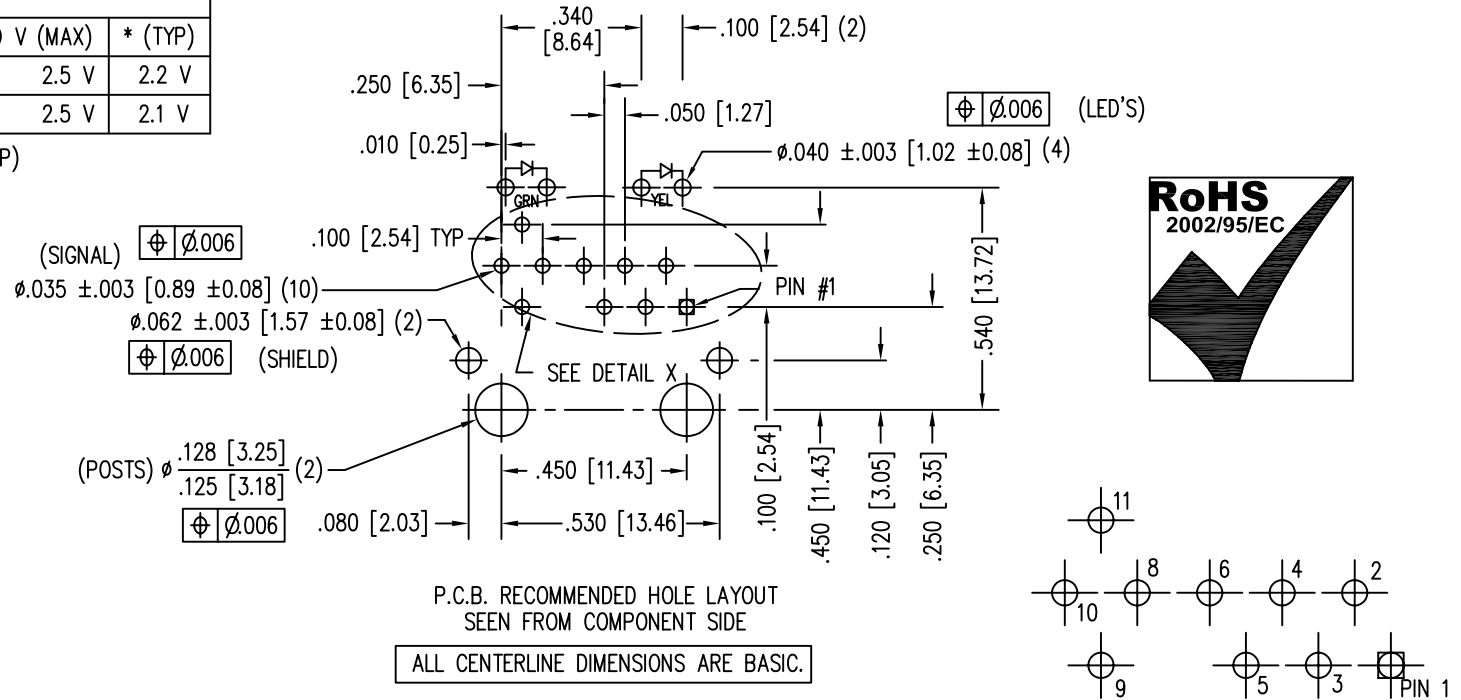 V (MAX) * (TYP)
2.5 V 2.2 V
2.5 V 2.1 V
P)
.340
[8.64]
.100 [2.54] (2)
.250 [6.35]
.050 [1.27]
⌖ Ø.006 (LED'S)
.010 [0.25]
Ø.040 ±.003 [1.02 ±0.08] (4)
GRN
YEL
RoHS
2002/95/EC
(SIGNAL) ⌖ Ø.006
.100 [2.54] TYP
Ø.035 ±.003 [0.89 ±0.08] (10)
PIN #1
Ø.062 ±.003 [1.57 ±0.08] (2)
⌖ Ø.006 (SHIELD)
SEE DETAIL X
.540 [13.72]
(POSTS) Ø .128 [3.25] (2)
.125 [3.18]
⌖ Ø.006
.450 [11.43]
.080 [2.03]
.530 [13.46]
.100 [2.54]
.450 [11.43]
.120 [3.05]
.250 [6.35]
P.C.B. RECOMMENDED HOLE LAYOUT
SEEN FROM COMPONENT SIDE
ALL CENTERLINE DIMENSIONS ARE BASIC.
11
8 6 4 2
10
9 5 3 PIN 1